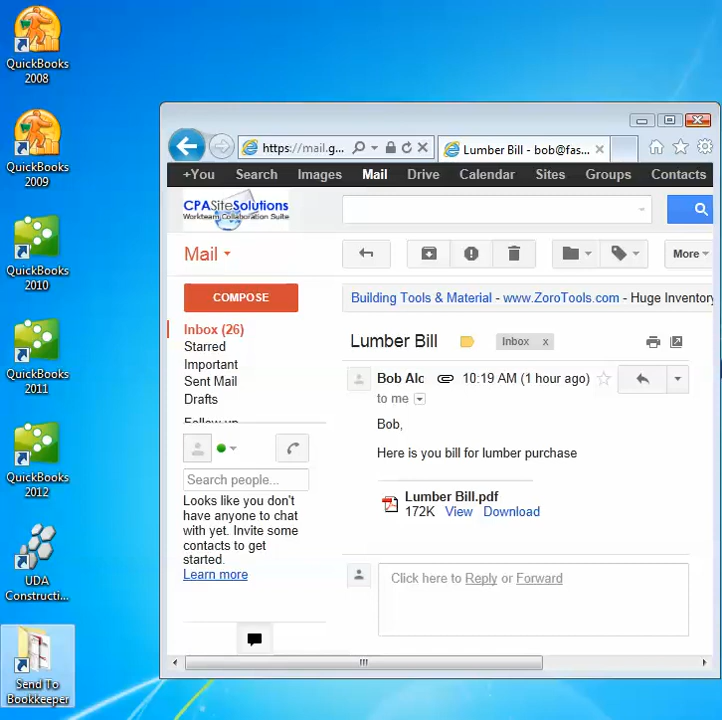 QuickBooks
2008
QuickBooks
2009
QuickBooks
2010
QuickBooks
2011
QuickBooks
2012
UDA
Constructi...
Send To
Bookkeeper
https://mail.g...
Lumber Bill - bob@fas...
+You Search Images Mail Drive Calendar Sites Groups Contacts
CPASiteSolutions
Workteam Collaboration Suite
Mail
More
COMPOSE
Building Tools & Material - www.ZoroTools.com - Huge Inventory
Inbox (26)
Starred
Important
Sent Mail
Drafts
Follow up
Lumber Bill
Inbox x
Bob Alc 10:19 AM (1 hour ago)
to me
Bob,
Here is you bill for lumber purchase
Lumber Bill.pdf
172K View Download
Search people...
Looks like you don't
have anyone to chat
with yet. Invite some
contacts to get
started.
Learn more
Click here to Reply or Forward